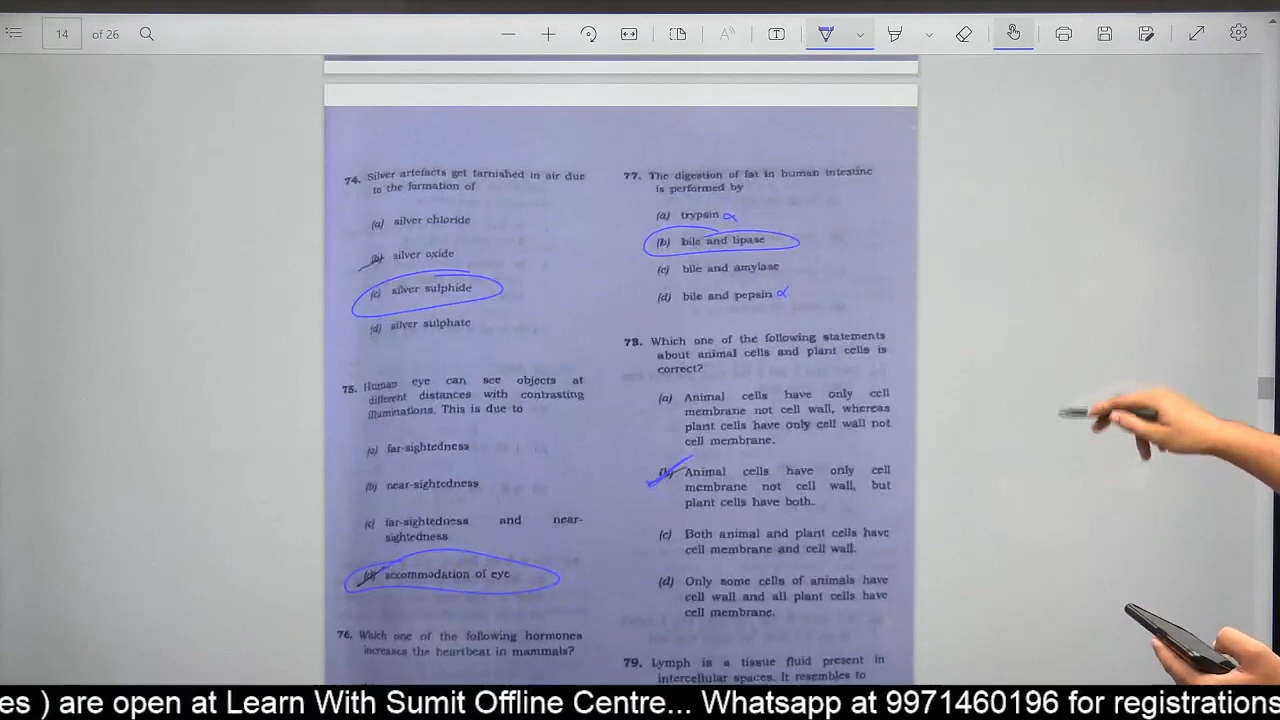 14
of 26
74. Silver artefacts get tarnished in air due
to the formation of
(a) silver chloride
(b) silver oxide
(c) silver sulphide
(d) silver sulphate
75. Human eye can see objects at
different distances with contrasting
illuminations. This is due to
(a) far-sightedness
(b) near-sightedness
(c) far-sightedness and near-
sightedness
(d) accommodation of eye
76. Which one of the following hormones
increases the heartbeat in mammals?
77. The digestion of fat in human intestine
is performed by
(a) trypsin
(b) bile and lipase
(c) bile and amylase
(d) bile and pepsin
78. Which one of the following statements
about animal cells and plant cells is
correct?
(a) Animal cells have only cell
membrane not cell wall, whereas
plant cells have only cell wall not
cell membrane.
(b) Animal cells have only cell
membrane not cell wall, but
plant cells have both.
(c) Both animal and plant cells have
cell membrane and cell wall.
(d) Only some cells of animals have
cell wall and all plant cells have
cell membrane.
79. Lymph is a tissue fluid present in
intercellular spaces. It resembles to
es ) are open at Learn With Sumit Offline Centre... Whatsapp at 9971460196 for registrations